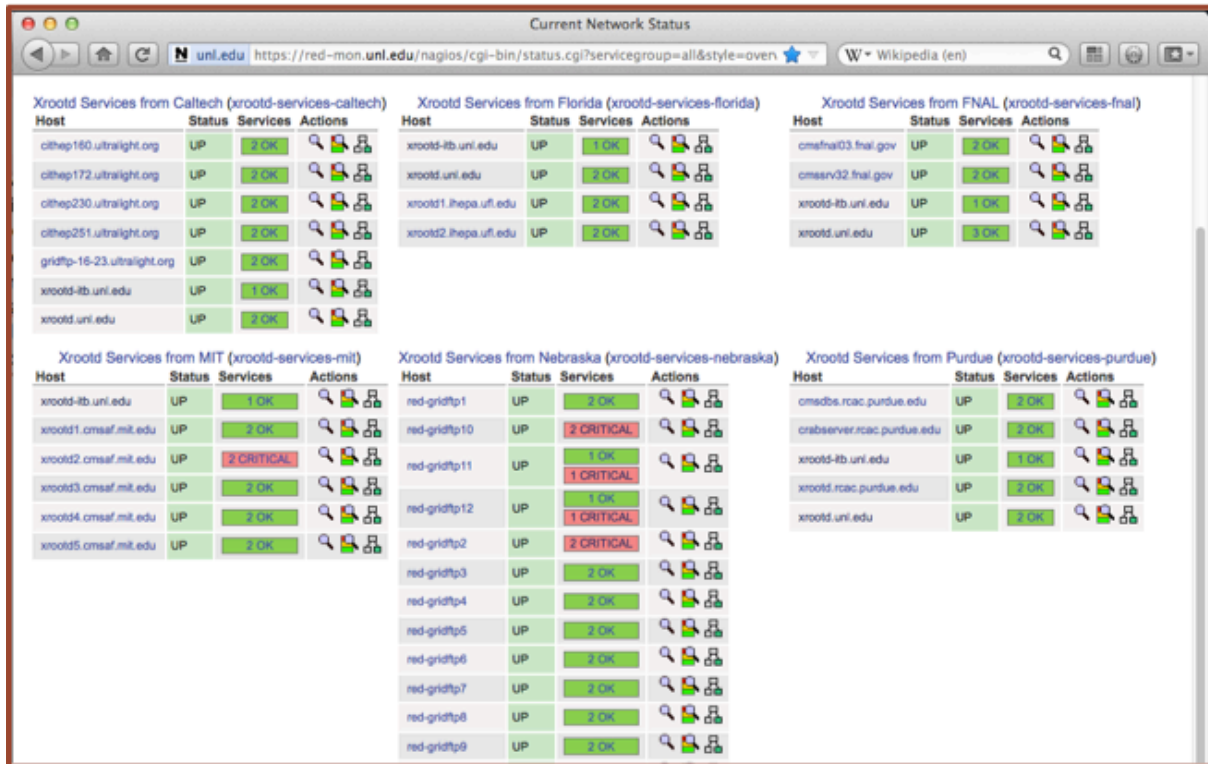 Current Network Status
N unl.edu https://red-mon.unl.edu/nagios/cgi-bin/status.cgi?servicegroup=all&style=oven
W Wikipedia (en)
Xrootd Services from Caltech (xrootd-services-caltech)
Host Status Services Actions
cithep160.ultralight.org UP 2 OK
cithep172.ultralight.org UP 2 OK
cithep230.ultralight.org UP 2 OK
cithep251.ultralight.org UP 2 OK
gridftp-16-23.ultralight.org UP 2 OK
xrootd-itb.unl.edu UP 1 OK
xrootd.unl.edu UP 2 OK
Xrootd Services from Florida (xrootd-services-florida)
Host Status Services Actions
xrootd-itb.unl.edu UP 1 OK
xrootd.unl.edu UP 2 OK
xrootd1.ihepa.ufl.edu UP 2 OK
xrootd2.ihepa.ufl.edu UP 2 OK
Xrootd Services from FNAL (xrootd-services-fnal)
Host Status Services Actions
cmsfnal03.fnal.gov UP 2 OK
cmssrv32.fnal.gov UP 2 OK
xrootd-itb.unl.edu UP 1 OK
xrootd.unl.edu UP 3 OK
Xrootd Services from MIT (xrootd-services-mit)
Host Status Services Actions
xrootd-itb.unl.edu UP 1 OK
xrootd1.cmsaf.mit.edu UP 2 OK
xrootd2.cmsaf.mit.edu UP 2 CRITICAL
xrootd3.cmsaf.mit.edu UP 2 OK
xrootd4.cmsaf.mit.edu UP 2 OK
xrootd5.cmsaf.mit.edu UP 2 OK
Xrootd Services from Nebraska (xrootd-services-nebraska)
Host Status Services Actions
red-gridftp1 UP 2 OK
red-gridftp10 UP 2 CRITICAL
red-gridftp11 UP 1 OK
1 CRITICAL
red-gridftp12 UP 1 OK
1 CRITICAL
red-gridftp2 UP 2 CRITICAL
red-gridftp3 UP 2 OK
red-gridftp4 UP 2 OK
red-gridftp5 UP 2 OK
red-gridftp6 UP 2 OK
red-gridftp7 UP 2 OK
red-gridftp8 UP 2 OK
red-gridftp9 UP 2 OK
Xrootd Services from Purdue (xrootd-services-purdue)
Host Status Services Actions
cmsdbs.rcac.purdue.edu UP 2 OK
crabserver.rcac.purdue.edu UP 2 OK
xrootd-itb.unl.edu UP 1 OK
xrootd.rcac.purdue.edu UP 2 OK
xrootd.unl.edu UP 2 OK